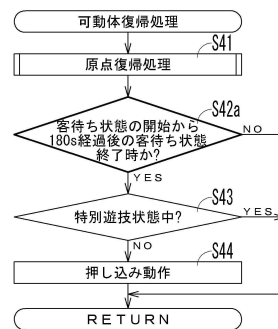 可動体復帰処理
S41
原点復帰処理
S42a
客待ち状態の開始から
180s経過後の客待ち状態
終了時か?
NO
YES
S43
特別遊技状態中?
YES
NO
S44
押し込み動作
RETURN